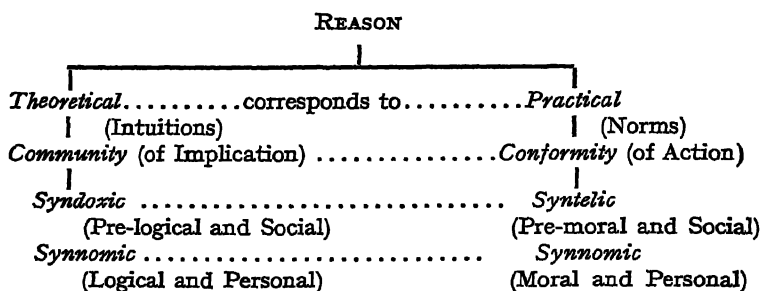 REASON
Theoretical..........corresponds to..........Practical
(Intuitions) (Norms)
Community (of Implication) ............... Conformity (of Action)
Syndoxic ................................ Syntelic
(Pre-logical and Social) (Pre-moral and Social)
Synnomic .............................. Synnomic
(Logical and Personal) (Moral and Personal)